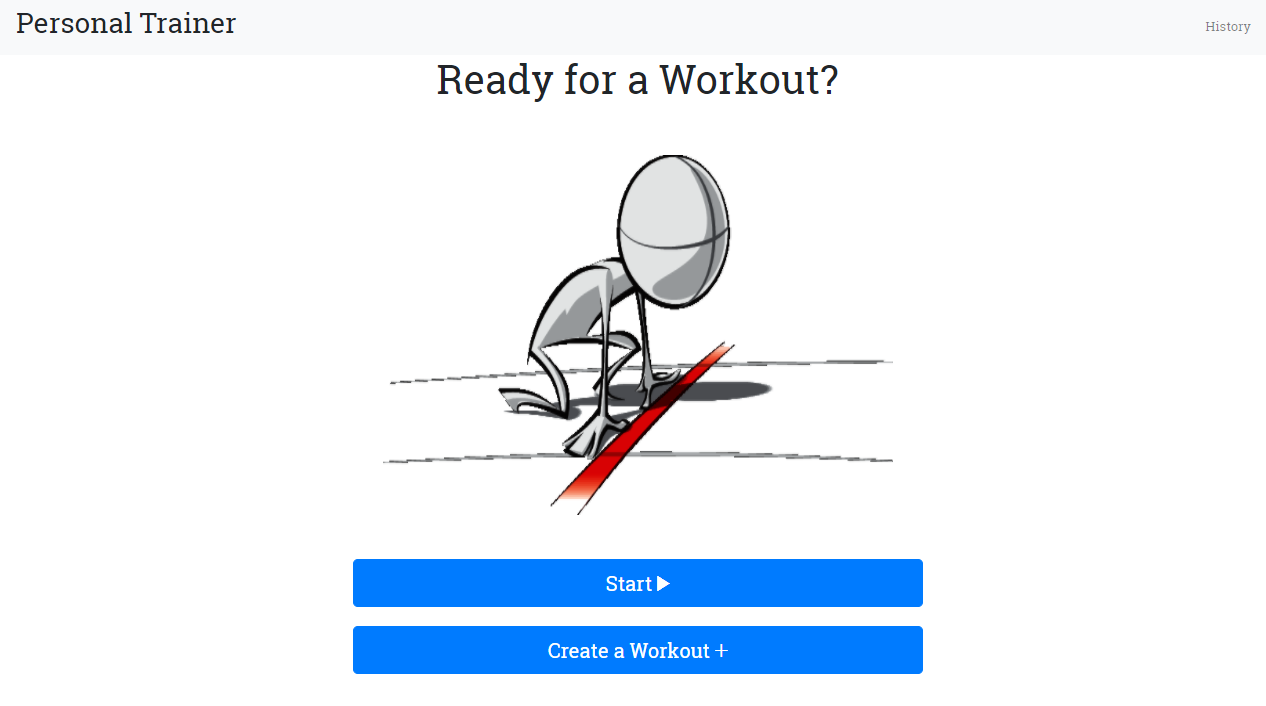 Personal Trainer
History
Ready for a Workout?
Start
Create a Workout +